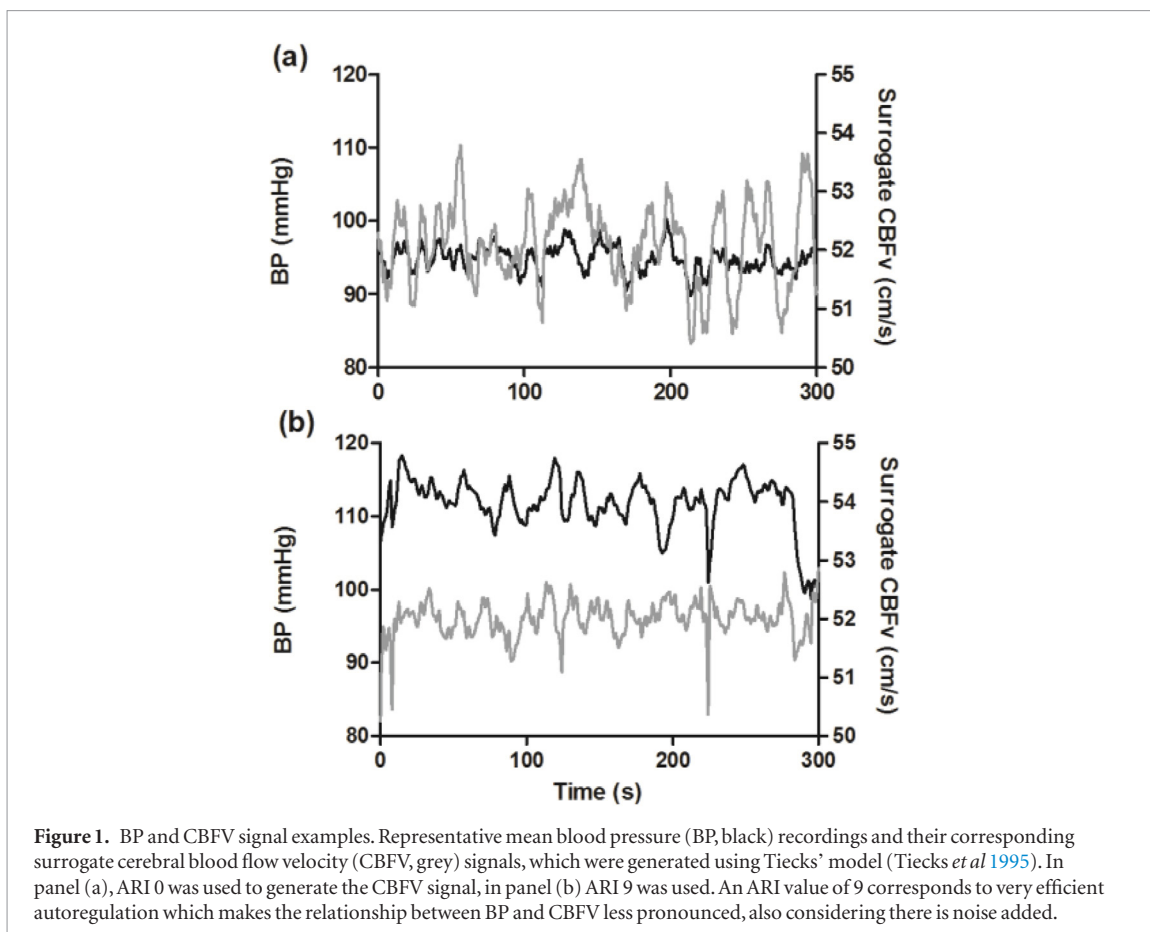 (a)
120
110
100
90
80
BP (mmHg)
55
54
53
52
51
50
Surrogate CBFv (cm/s)
0
100
200
300
(b)
120
110
100
90
80
BP (mmHg)
55
54
53
52
51
50
Surrogate CBFv (cm/s)
0
100
200
300
Time (s)
Figure 1. BP and CBFV signal examples. Representative mean blood pressure (BP, black) recordings and their corresponding
surrogate cerebral blood flow velocity (CBFV, grey) signals, which were generated using Tiecks' model (Tiecks et al 1995). In
panel (a), ARI 0 was used to generate the CBFV signal, in panel (b) ARI 9 was used. An ARI value of 9 corresponds to very efficient
autoregulation which makes the relationship between BP and CBFV less pronounced, also considering there is noise added.